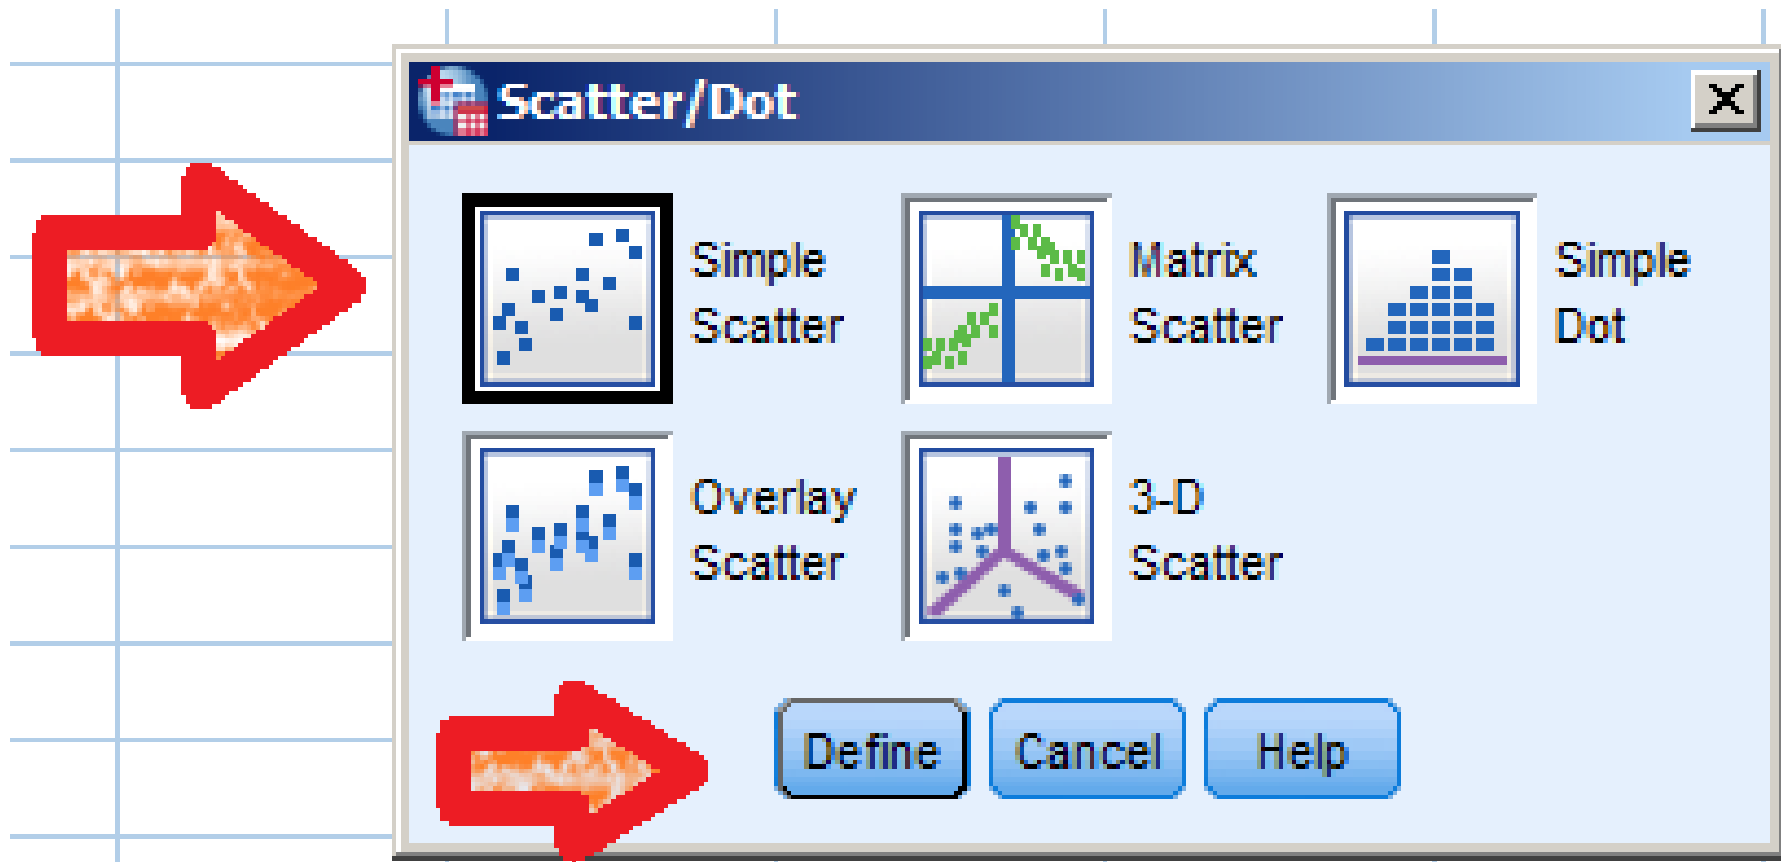 Scatter/Dot
Simple
Scatter
Matrix
Scatter
Simple
Dot
Overlay
Scatter
3-D
Scatter
Define
Cancel
Help